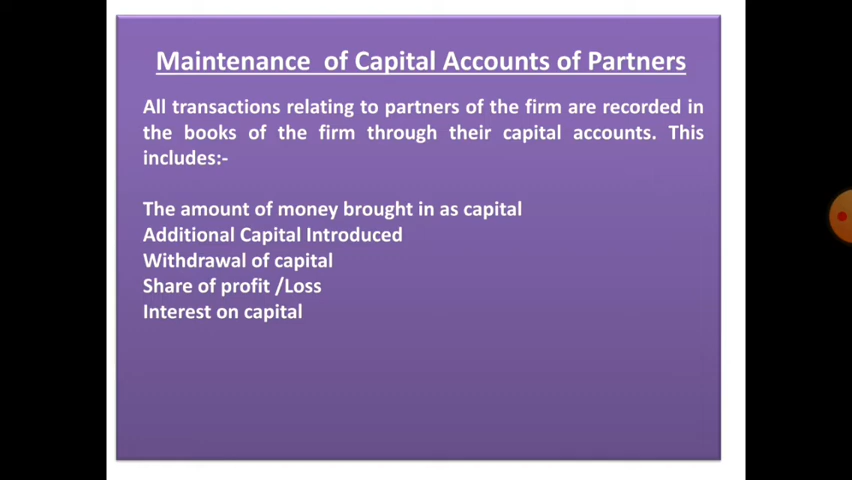 Maintenance of Capital Accounts of Partners
All transactions relating to partners of the firm are recorded in
the books of the firm through their capital accounts. This
includes:-
The amount of money brought in as capital
Additional Capital Introduced
Withdrawal of capital
Share of profit /Loss
Interest on capital